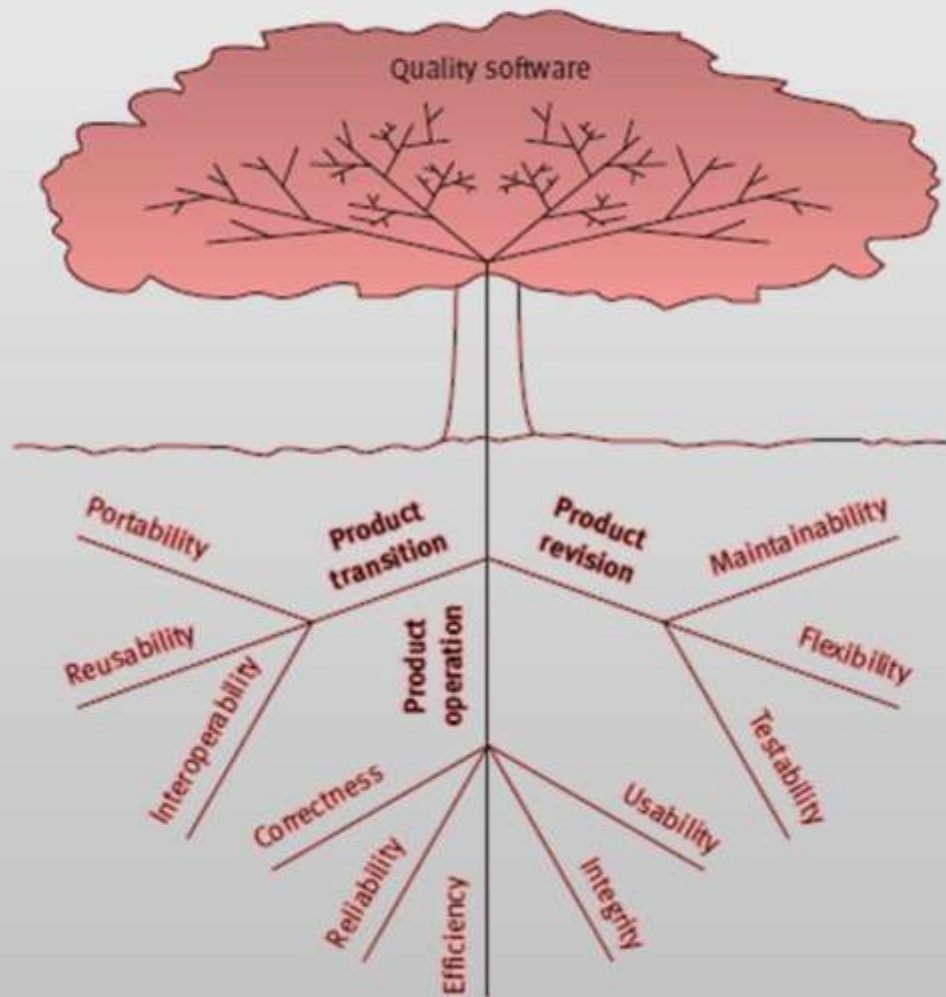 Quality software
Portability
Product
transition
Product
revision
Maintainability
Reusability
Interoperability
Product
operation
Flexibility
Testability
Correctness
Reliability
Efficiency
Integrity
Usability